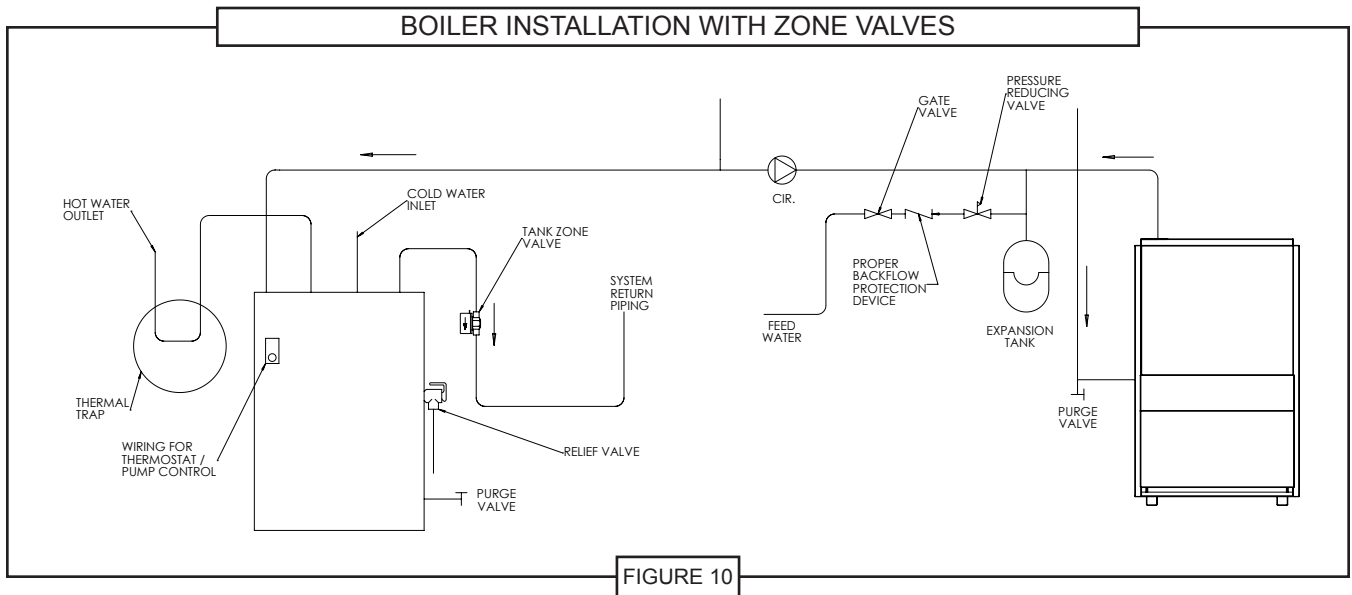 BOILER INSTALLATION WITH ZONE VALVES
PRESSURE
REDUCING
VALVE
GATE
VALVE
CIR.
COLD WATER
INLET
HOT WATER
OUTLET
TANK ZONE
VALVE
SYSTEM
RETURN
PIPING
PROPER
BACKFLOW
PROTECTION
DEVICE
FEED
WATER
EXPANSION
TANK
THERMAL
TRAP
PURGE
VALVE
WIRING FOR
THERMOSTAT /
PUMP CONTROL
RELIEF VALVE
PURGE
VALVE
FIGURE 10